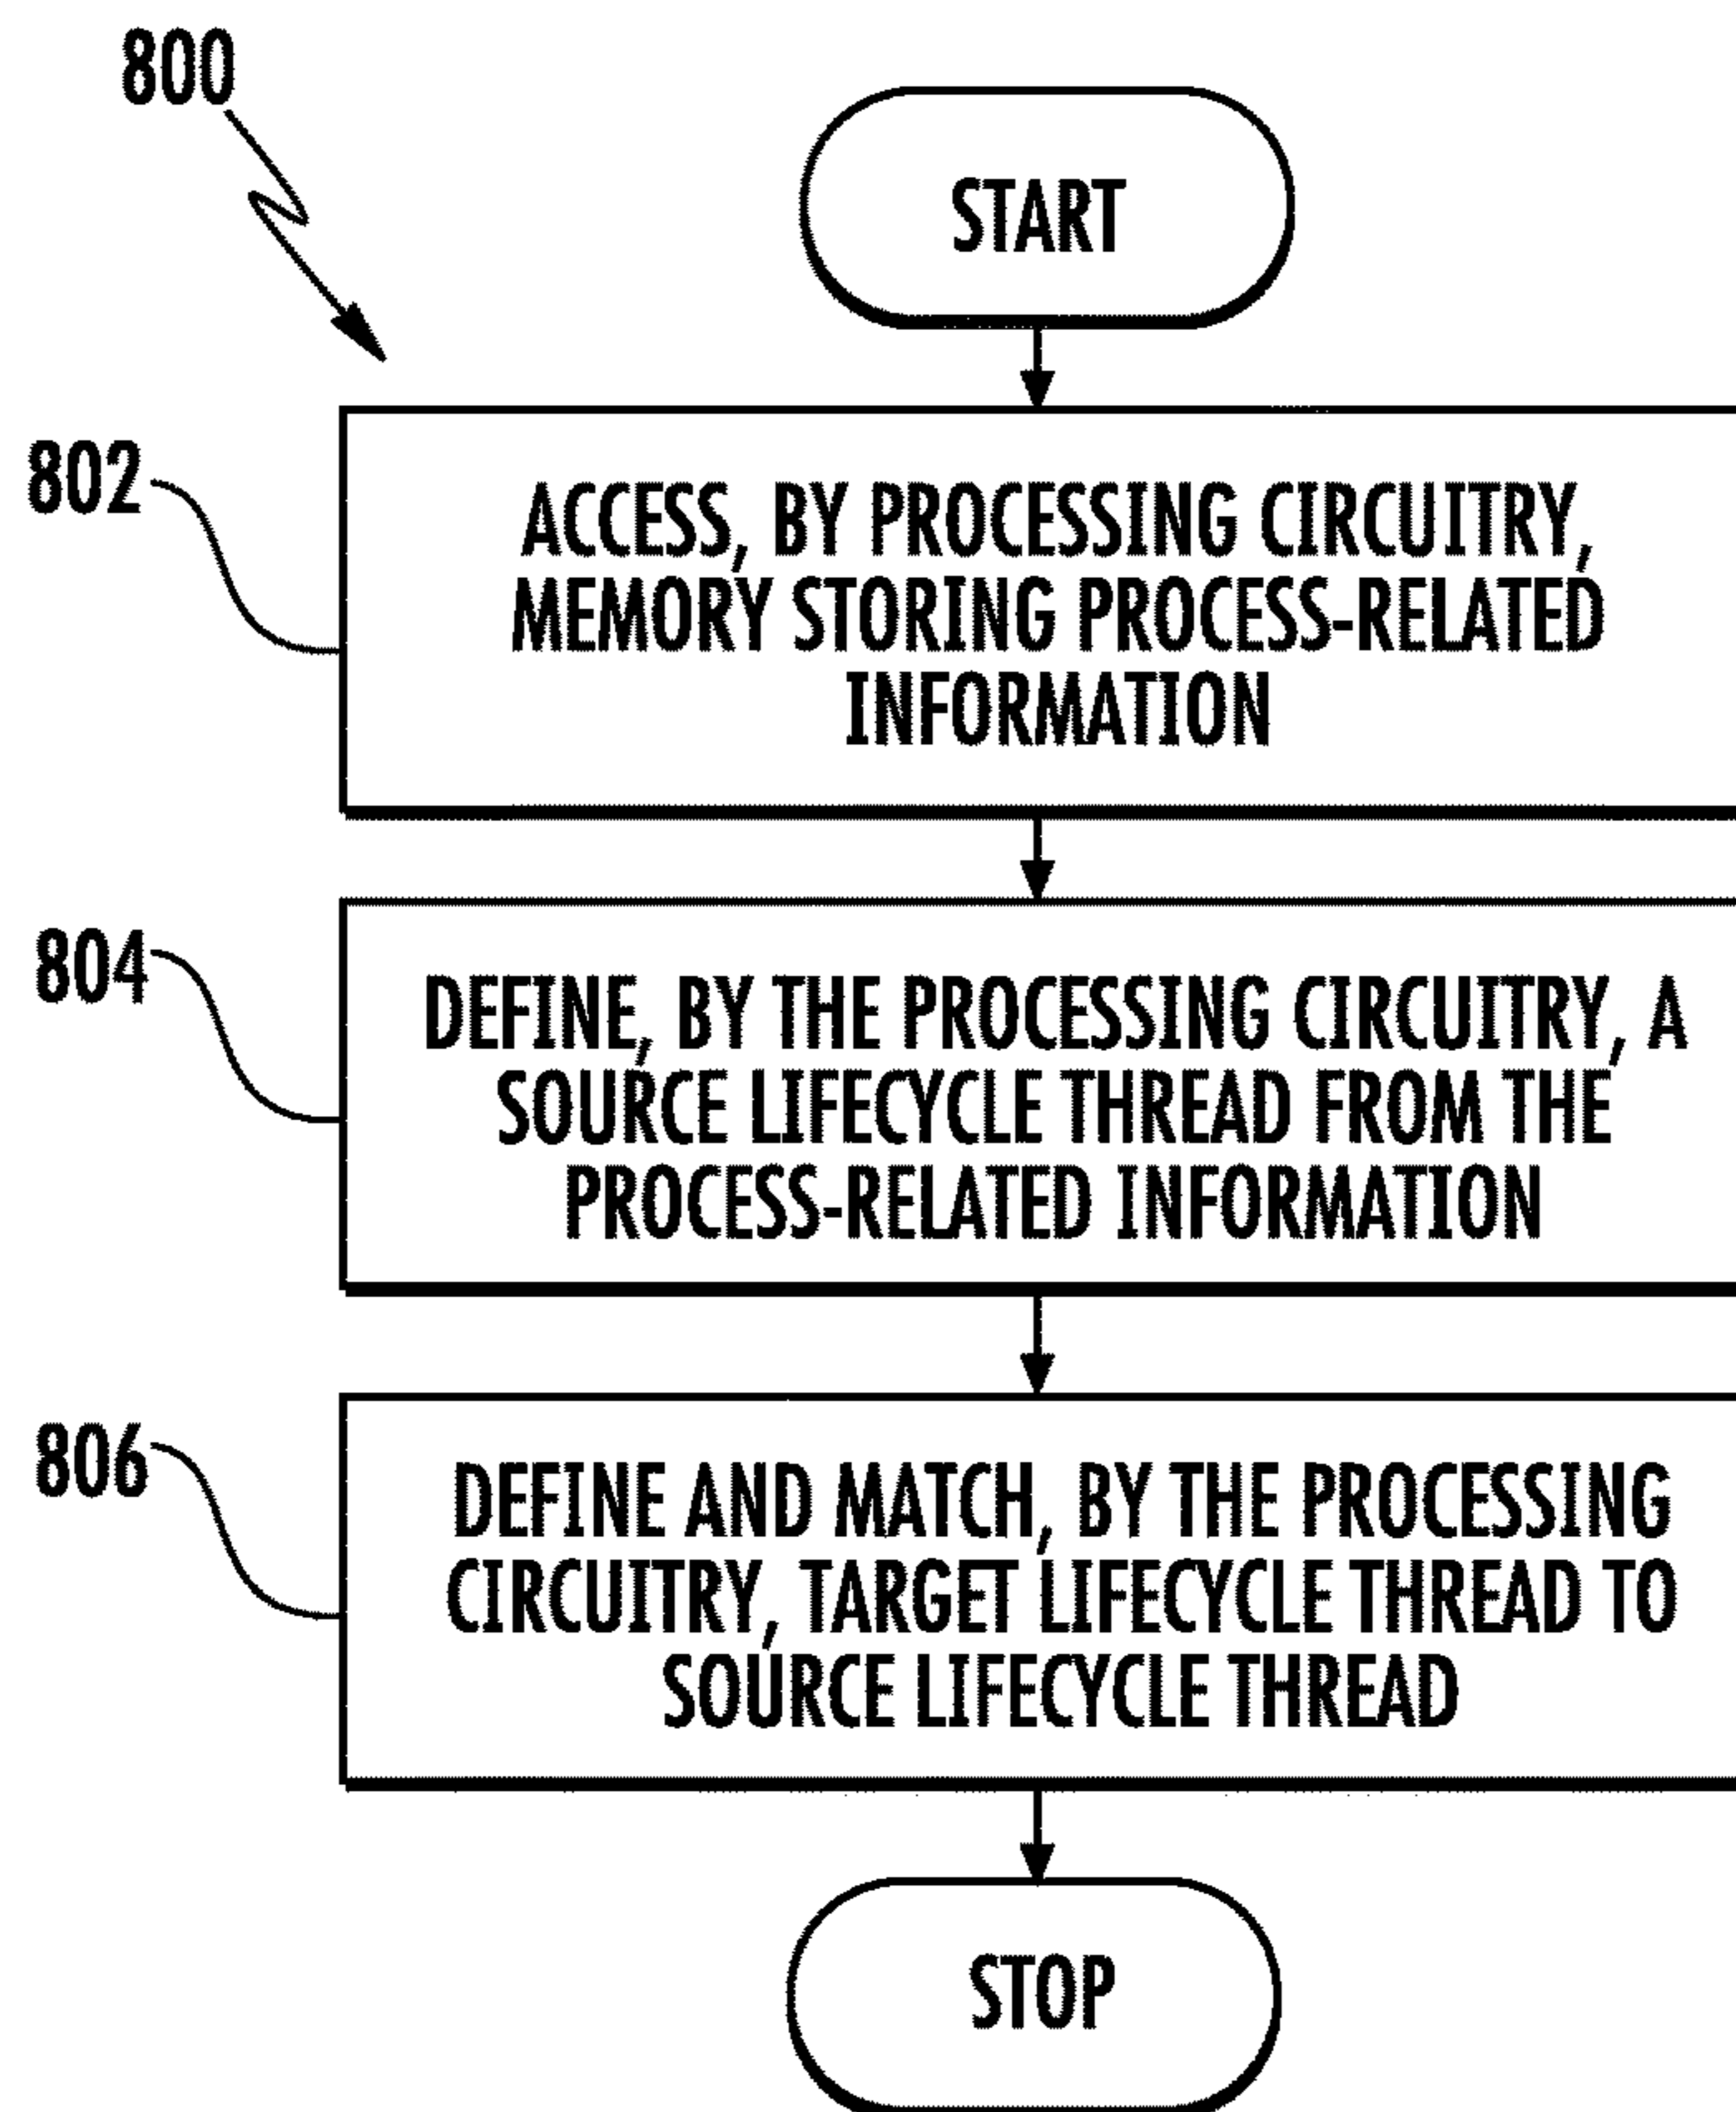 800
START
802
ACCESS, BY PROCESSING CIRCUITRY,
MEMORY STORING PROCESS-RELATED
INFORMATION
804
DEFINE, BY THE PROCESSING CIRCUITRY, A
SOURCE LIFECYCLE THREAD FROM THE
PROCESS-RELATED INFORMATION
806
DEFINE AND MATCH, BY THE PROCESSING
CIRCUITRY, TARGET LIFECYCLE THREAD TO
SOURCE LIFECYCLE THREAD
STOP